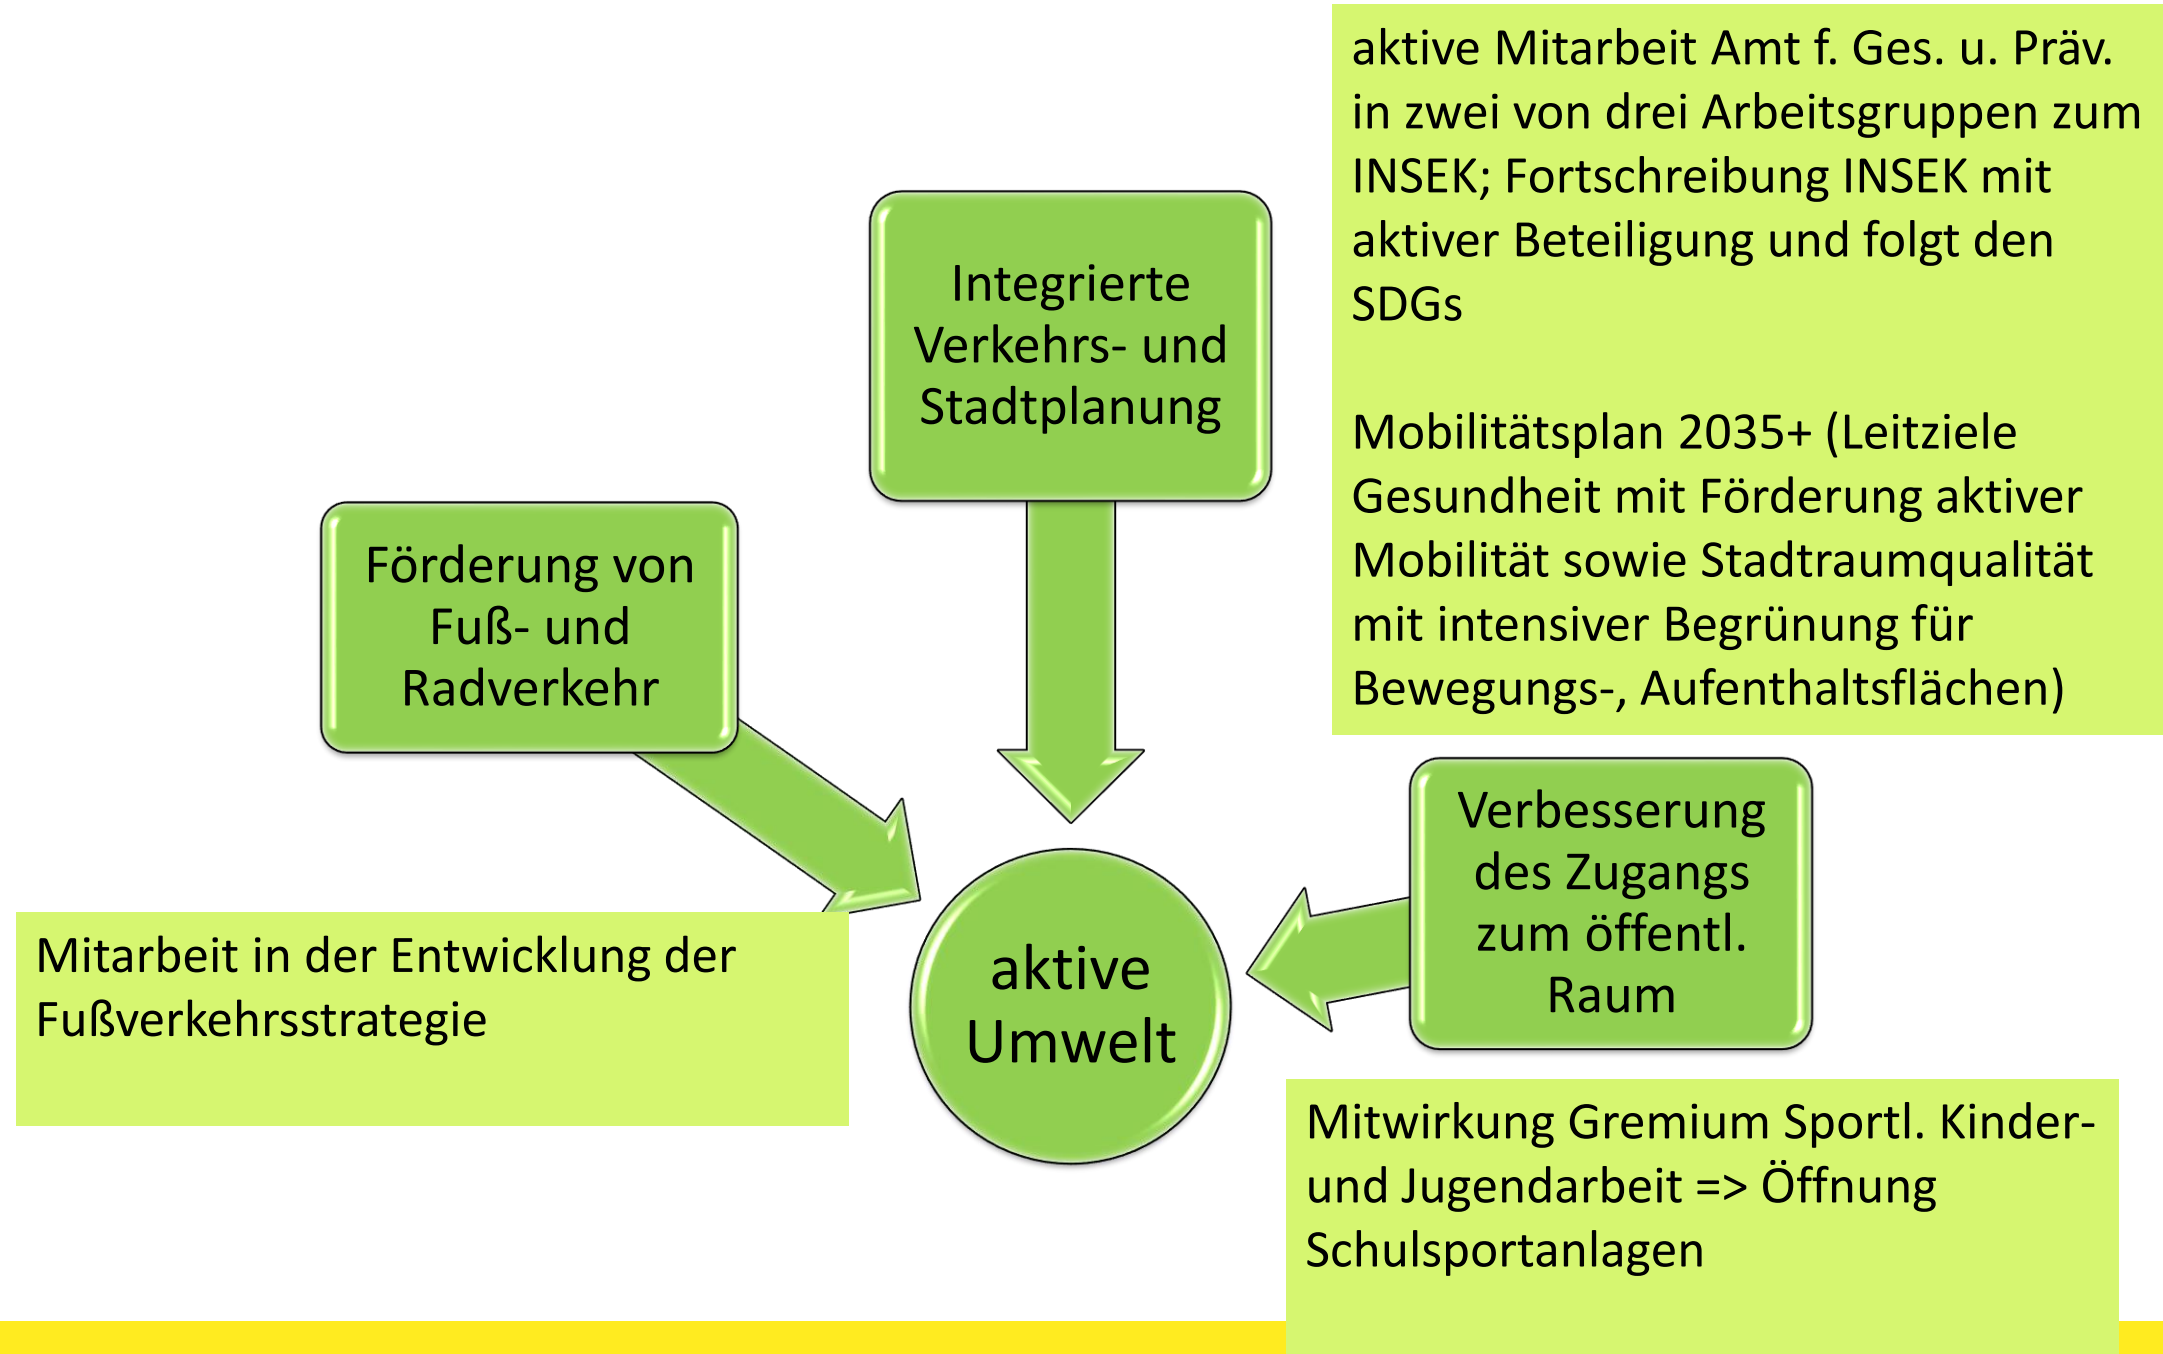 aktive Mitarbeit Amt f. Ges. u. Präv.
in zwei von drei Arbeitsgruppen zum
INSEK; Fortschreibung INSEK mit
aktiver Beteiligung und folgt den
SDGs
Mobilitätsplan 2035+ (Leitziele
Gesundheit mit Förderung aktiver
Mobilität sowie Stadtraumqualität
mit intensiver Begrünung für
Bewegungs-, Aufenthaltsflächen)
Integrierte
Verkehrs- und
Stadtplanung
Förderung von
Fuß- und
Radverkehr
Verbesserung
des Zugangs
zum öffentl.
Raum
Mitarbeit in der Entwicklung der
Fußverkehrsstrategie
aktive
Umwelt
Mitwirkung Gremium Sportl. Kinder-
und Jugendarbeit => Öffnung
Schulsportanlagen